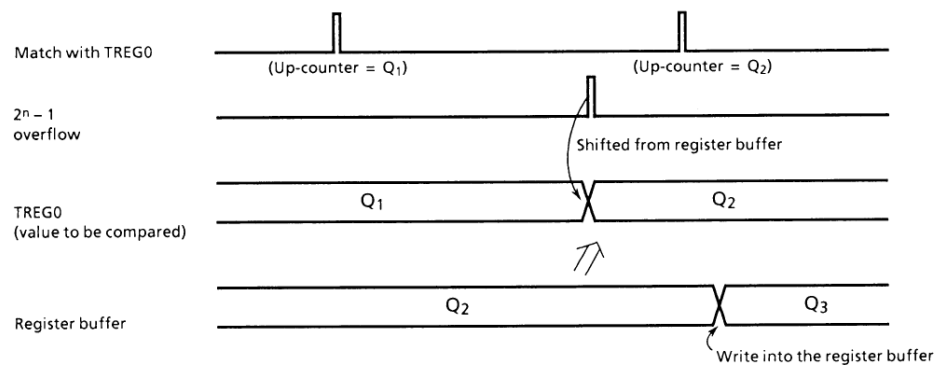 Match with TREG0
(Up-counter = Q₁)
(Up-counter = Q₂)
2ⁿ – 1
overflow
Shifted from register buffer
TREG0
(value to be compared)
Q₁
Q₂
Register buffer
Q₂
Q₃
Write into the register buffer